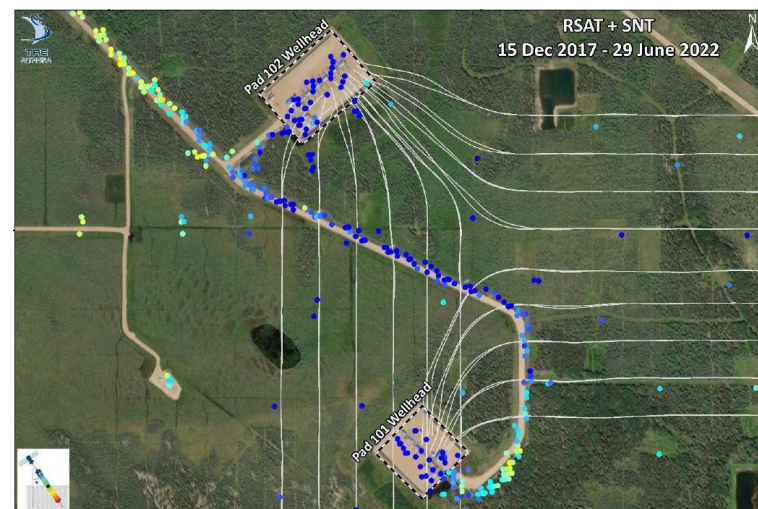 TRE
ALTAMIRA
Pad 102 Wellhead
RSAT + SNT
15 Dec 2017 - 29 June 2022
N
Pad 101 Wellhead